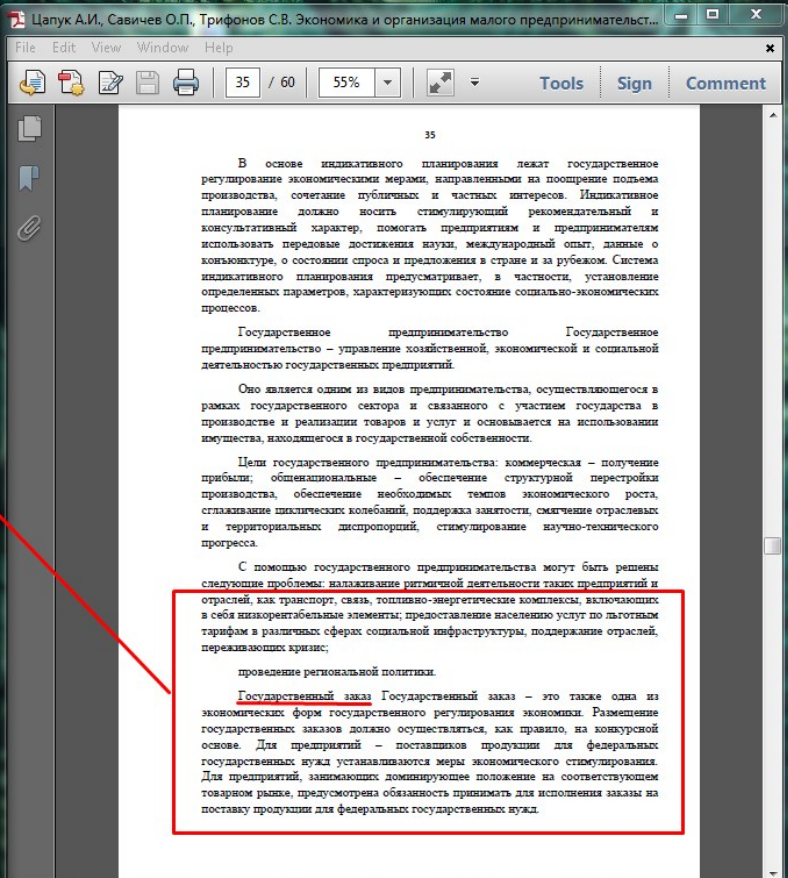 Цапук А.И., Савичев О.П., Трифонов С.В. Экономика и организация малого предпринимательст...
File Edit View Window Help
35 / 60 55% Tools Sign Comment
35
В основе индикативного планирования лежат государственное
регулирование экономическими мерами, направленными на поощрение подъема
производства, сочетание публичных и частных интересов. Индикативное
планирование должно носить стимулирующий рекомендательный и
консультативный характер, помогать предприятиям и предпринимателям
использовать передовые достижения науки, международный опыт, данные о
конъюнктуре, о состоянии спроса и предложения в стране и за рубежом. Система
индикативного планирования предусматривает, в частности, установление
определенных параметров, характеризующих состояние социально-экономических
процессов.
Государственное предпринимательство Государственное
предпринимательство – управление хозяйственной, экономической и социальной
деятельностью государственных предприятий.
Оно является одним из видов предпринимательства, осуществляющегося в
рамках государственного сектора и связанного с участием государства в
производстве и реализации товаров и услуг и основывается на использовании
имущества, находящегося в государственной собственности.
Цели государственного предпринимательства: коммерческая – получение
прибыли; общенациональные – обеспечение структурной перестройки
производства, обеспечение необходимых темпов экономического роста,
сглаживание циклических колебаний, поддержка занятости, смягчение отраслевых
и территориальных диспропорций, стимулирование научно-технического
прогресса.
С помощью государственного предпринимательства могут быть решены
следующие проблемы: налаживание ритмичной деятельности таких предприятий и
отраслей, как транспорт, связь, топливно-энергетические комплексы, включающих
в себя низкорентабельные элементы; предоставление населению услуг по льготным
тарифам в различных сферах социальной инфраструктуры, поддержание отраслей,
переживающих кризис;
проведение региональной политики.
Государственный заказ Государственный заказ – это также одна из
экономических форм государственного регулирования экономики. Размещение
государственных заказов должно осуществляться, как правило, на конкурсной
основе. Для предприятий – поставщиков продукции для федеральных
государственных нужд устанавливаются меры экономического стимулирования.
Для предприятий, занимающих доминирующее положение на соответствующем
товарном рынке, предусмотрена обязанность принимать для исполнения заказы на
поставку продукции для федеральных государственных нужд.